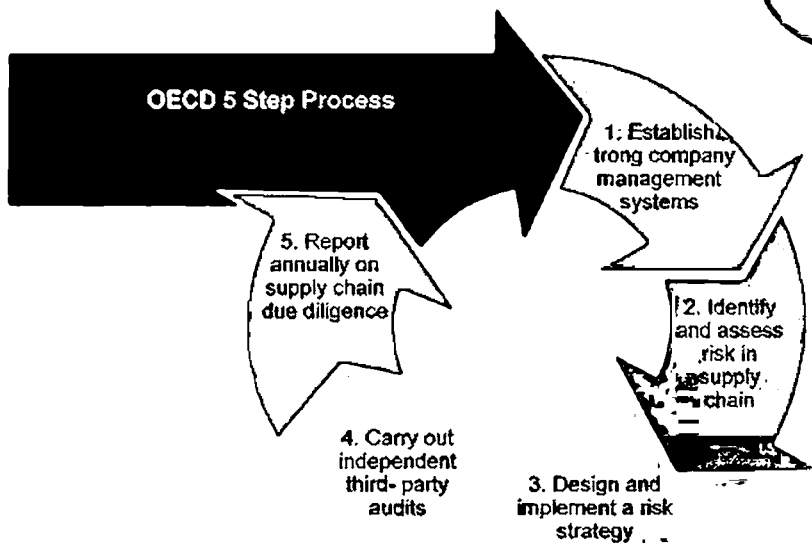 OECD 5 Step Process
1. Establish
trong company
management
systems
2. Identify
and assess
risk in
supply
chain
3. Design and
implement a risk
strategy
4. Carry out
independent
third- party
audits
5. Report
annually on
supply chain
due diligence